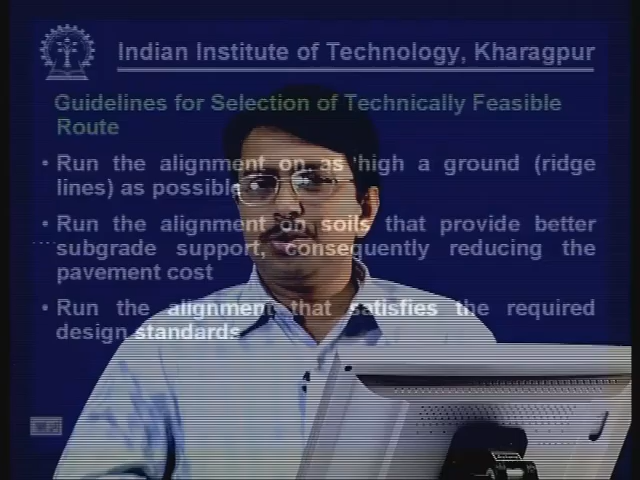 Indian Institute of Technology, Kharagpur
Guidelines for Selection of Technically Feasible
Route
• Run the alignment on as high a ground (ridge
lines) as possible
• Run the alignment on soils that provide better
subgrade support, consequently reducing the
pavement cost
• Run the alignment that satisfies the required
design standards